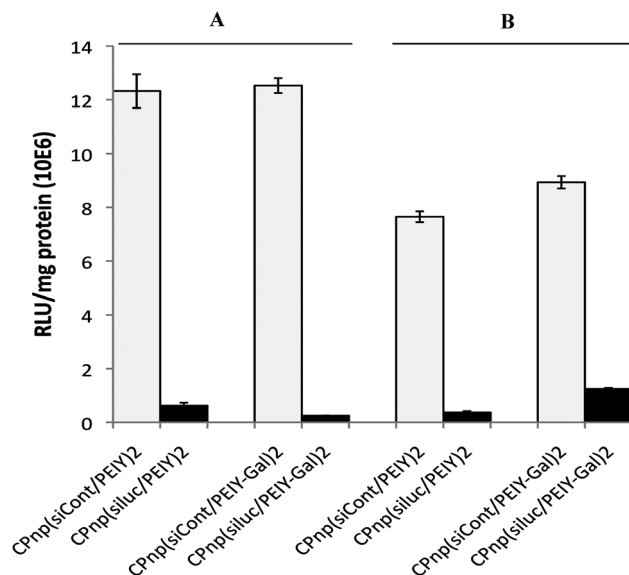 A
B
RLU/mg protein (10E6)
14
12
10
8
6
4
2
0
CPnp(siCont/PEIY)2
CPnp(siluc/PEIY)2
CPnp(siCont/PEIY-Gal)2
CPnp(siluc/PEIY-Gal)2
CPnp(siCont/PEIY)2
CPnp(siluc/PEIY)2
CPnp(siCont/PEIY-Gal)2
CPnp(siluc/PEIY-Gal)2